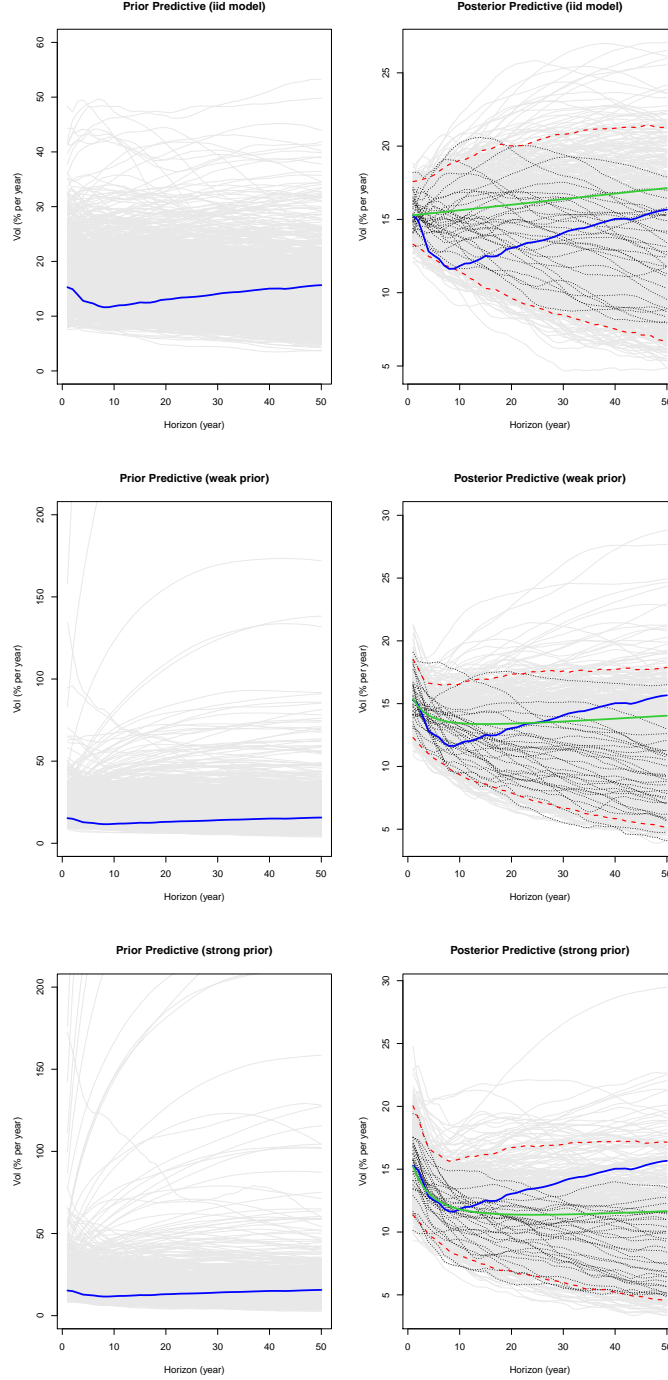 Prior Predictive (iid model)
Vol (% per year)
60
50
40
30
20
10
0
0 10 20 30 40 50
Horizon (year)
Posterior Predictive (iid model)
Vol (% per year)
25
20
15
10
5
0 10 20 30 40 50
Horizon (year)
Prior Predictive (weak prior)
Vol (% per year)
200
150
100
50
0
0 10 20 30 40 50
Horizon (year)
Posterior Predictive (weak prior)
Vol (% per year)
30
25
20
15
10
5
0 10 20 30 40 50
Horizon (year)
Prior Predictive (strong prior)
Vol (% per year)
200
150
100
50
0
0 10 20 30 40 50
Horizon (year)
Posterior Predictive (strong prior)
Vol (% per year)
30
25
20
15
10
5
0 10 20 30 40 50
Horizon (year)